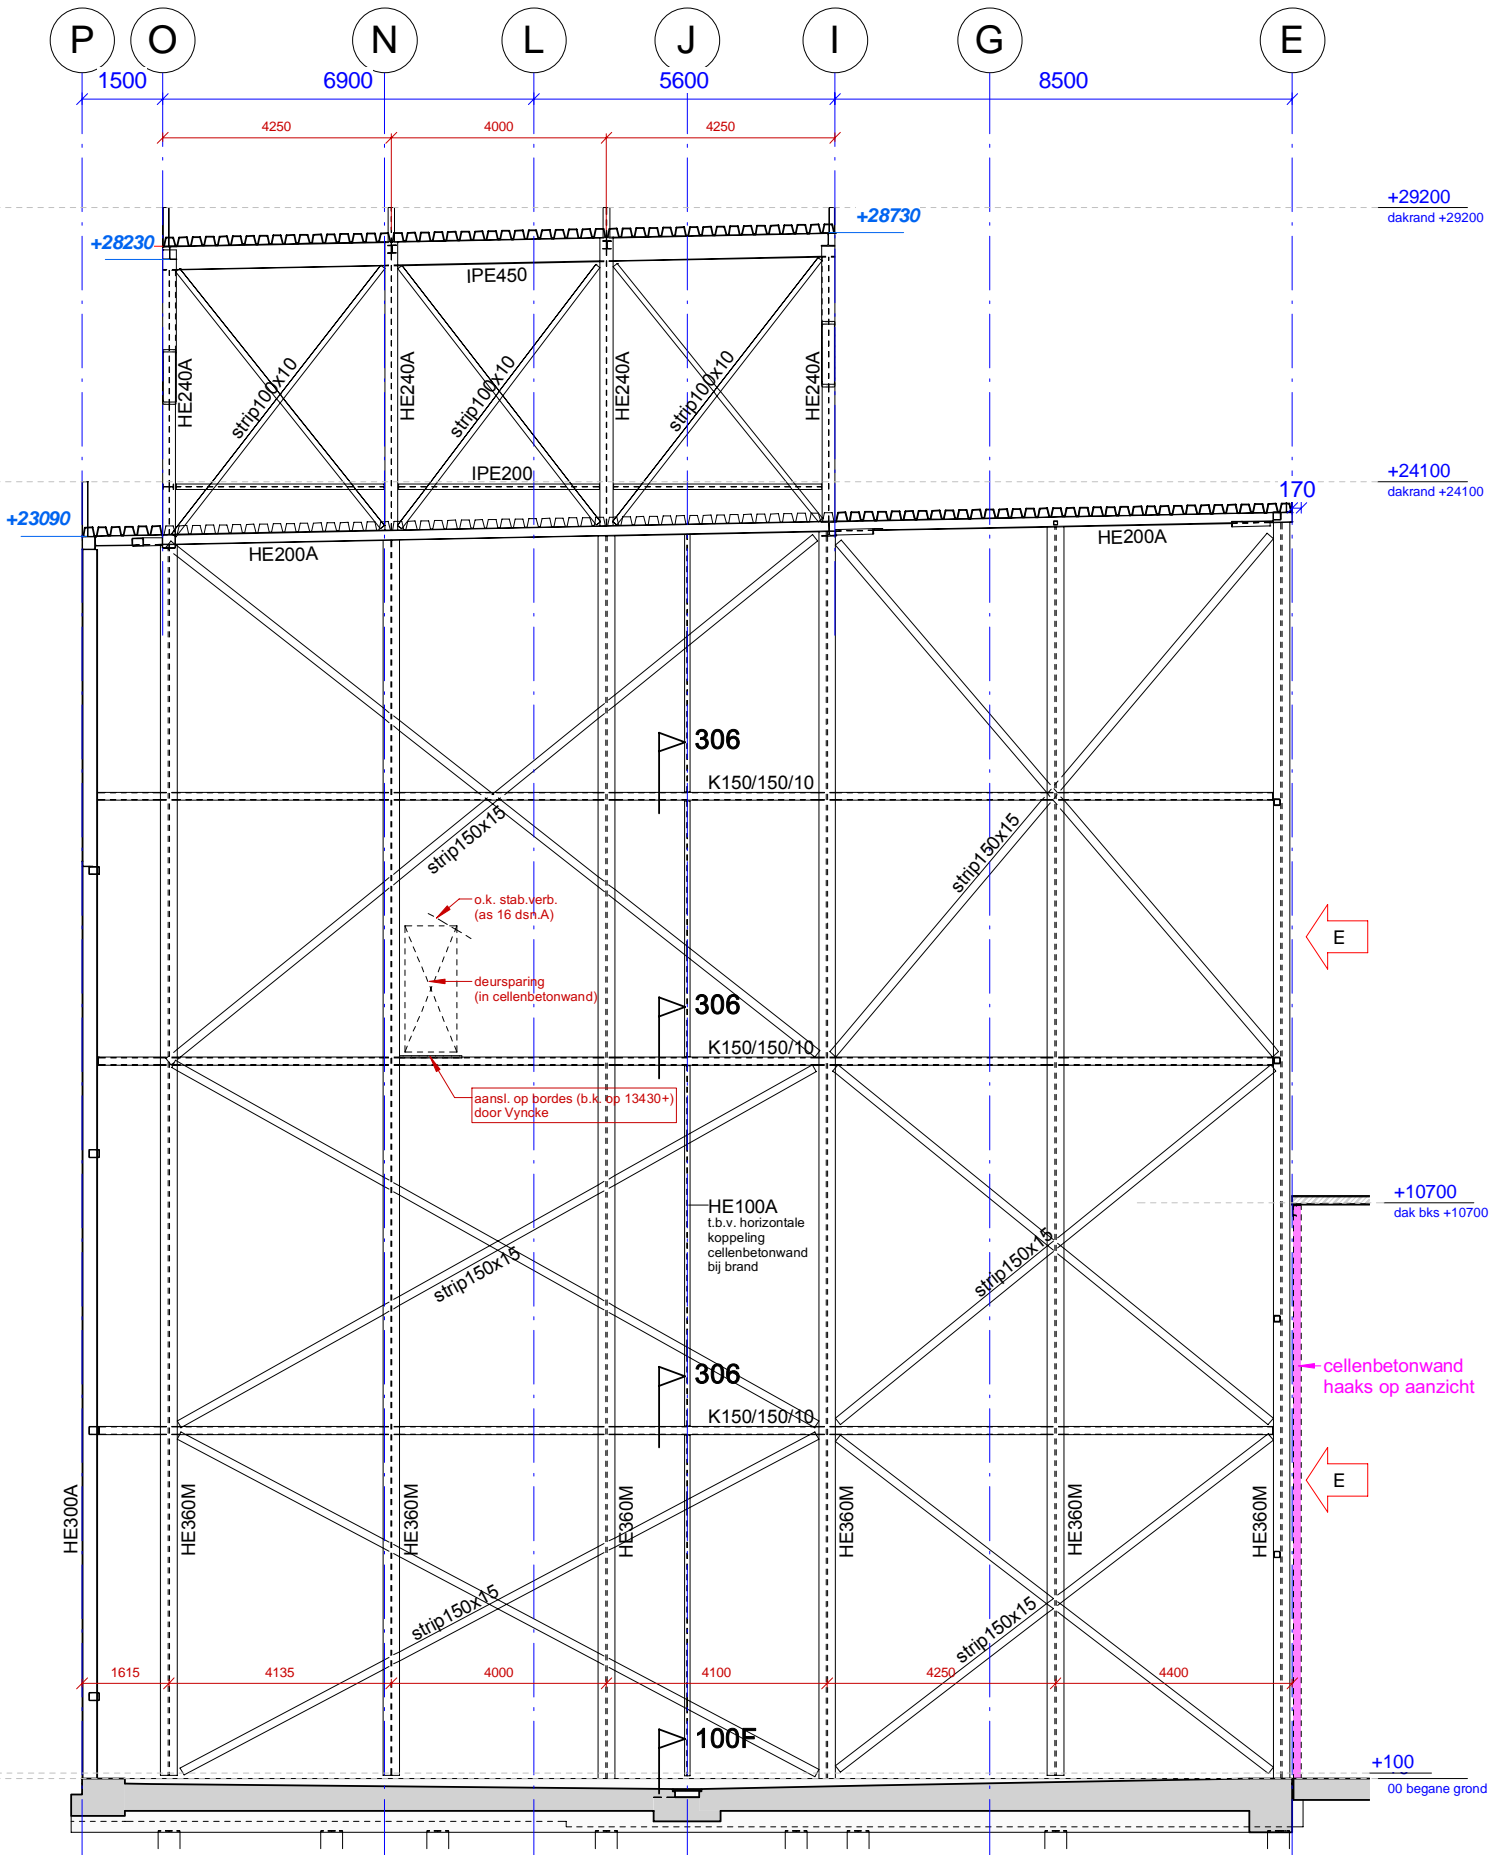 P O N L J I G E
1500 6900 5600 8500
4250 4000 4250
+29200
dakrand +29200
+28730
+28230
IPE450
HE240A HE240A HE240A HE240A
strip100x10 strip100x10 strip100x10
IPE200
+24100
dakrand +24100
170
+23090
HE200A HE200A
306
K150/150/10
strip150x15 strip150x15
o.k. stab.verb.
(as 16 dsn.A)
E
deursparing
(in cellenbetonwand)
306
K150/150/10
aansl. op bordes (b.k. op 13430+)
door Vyncke
+10700
dak bks +10700
HE100A
t.b.v. horizontale
koppeling
cellenbetonwand
bij brand
strip150x15 strip150x15
306
cellenbetonwand
haaks op aanzicht
K150/150/10
E
HE300A HE360M HE360M HE360M HE360M HE360M HE360M
strip150x15 strip150x15
1615 4135 4000 4100 4250 4400
100F
+100
00 begane grond